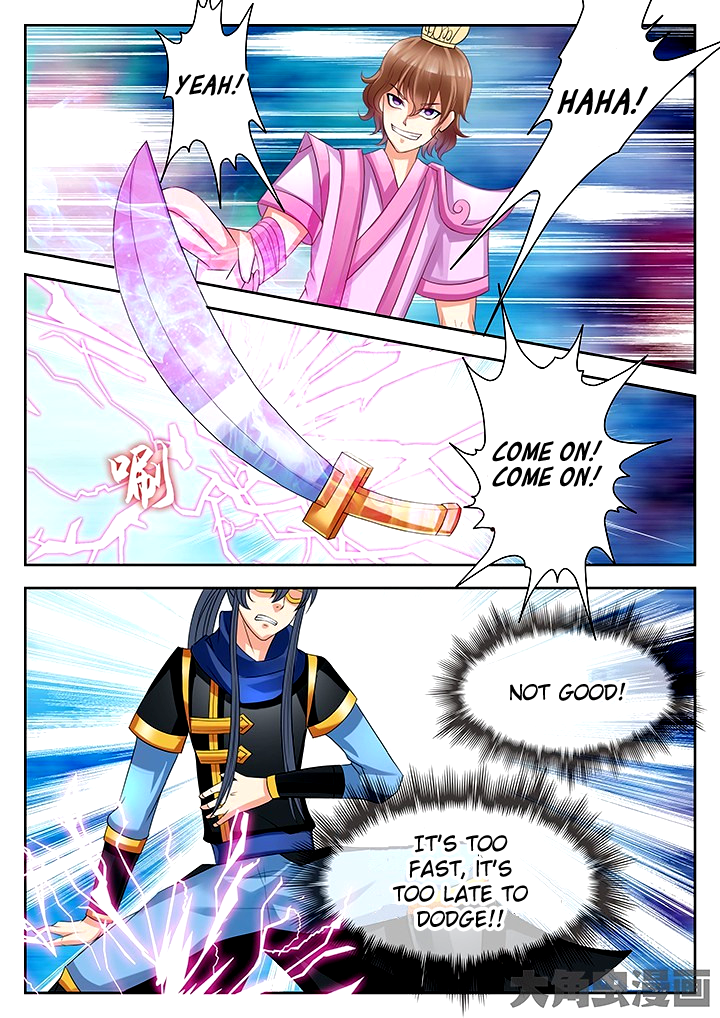 YEAH!
HAHA!
COME ON!
COME ON!
唰
NOT GOOD!
IT'S TOO
FAST, IT'S
TOO LATE TO
DODGE!!
大角虫漫画